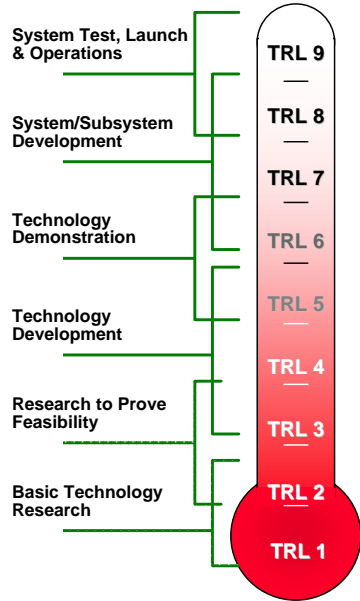 System Test, Launch
& Operations
System/Subsystem
Development
Technology
Demonstration
Technology
Development
Research to Prove
Feasibility
Basic Technology
Research
TRL 9
TRL 8
TRL 7
TRL 6
TRL 5
TRL 4
TRL 3
TRL 2
TRL 1